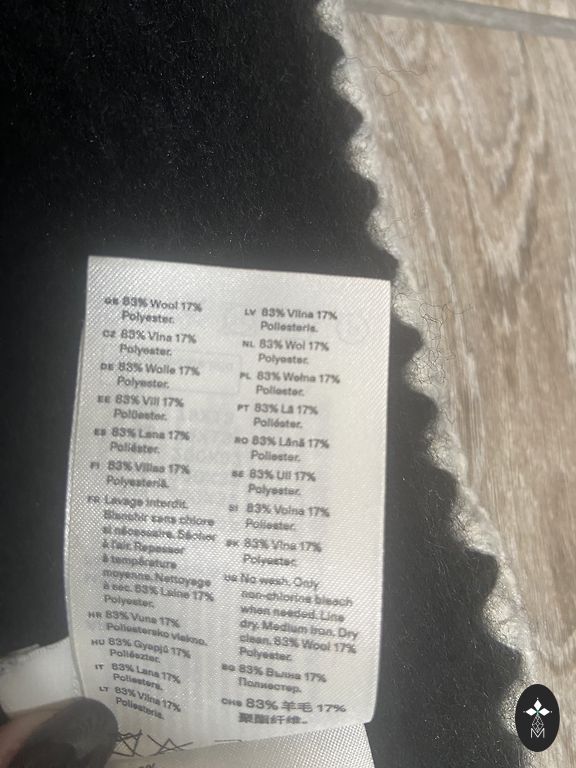 GB 83% Wool 17%
Polyester.
CZ 83% Vlna 17%
Polyester.
DE 83% Wolle 17%
Polyester.
EE 83% Vill 17%
Polüester.
ES 83% Lana 17%
Poliéster.
FI 83% Villaa 17%
Polyesteriä.
FR Lavage interdit.
Blanchir sans chlore
si nécessaire. Sécher
à l'air. Repasser
à température
moyenne. Nettoyage
à sec. 83% Laine 17%
Polyester.
HR 83% Vuna 17%
Poliestersko vlakno.
HU 83% Gyapjú 17%
Poliészter.
IT 83% Lana 17%
Poliestere.
LT 83% Vilna 17%
Poliesteris.
LV 83% Vilna 17%
Poliesteris.
NL 83% Wol 17%
Polyester.
PL 83% Wełna 17%
Poliester.
PT 83% Lã 17%
Poliéster.
RO 83% Lână 17%
Poliester.
SE 83% Ull 17%
Polyester.
SI 83% Volna 17%
Poliester.
SK 83% Vlna 17%
Polyester.
US No wash. Only
non-chlorine bleach
when needed. Line
dry. Medium iron. Dry
clean. 83% Wool 17%
Polyester.
BG 83% Вълна 17%
Полиестер.
CHS 83% 羊毛 17%
聚酯纤维.
M